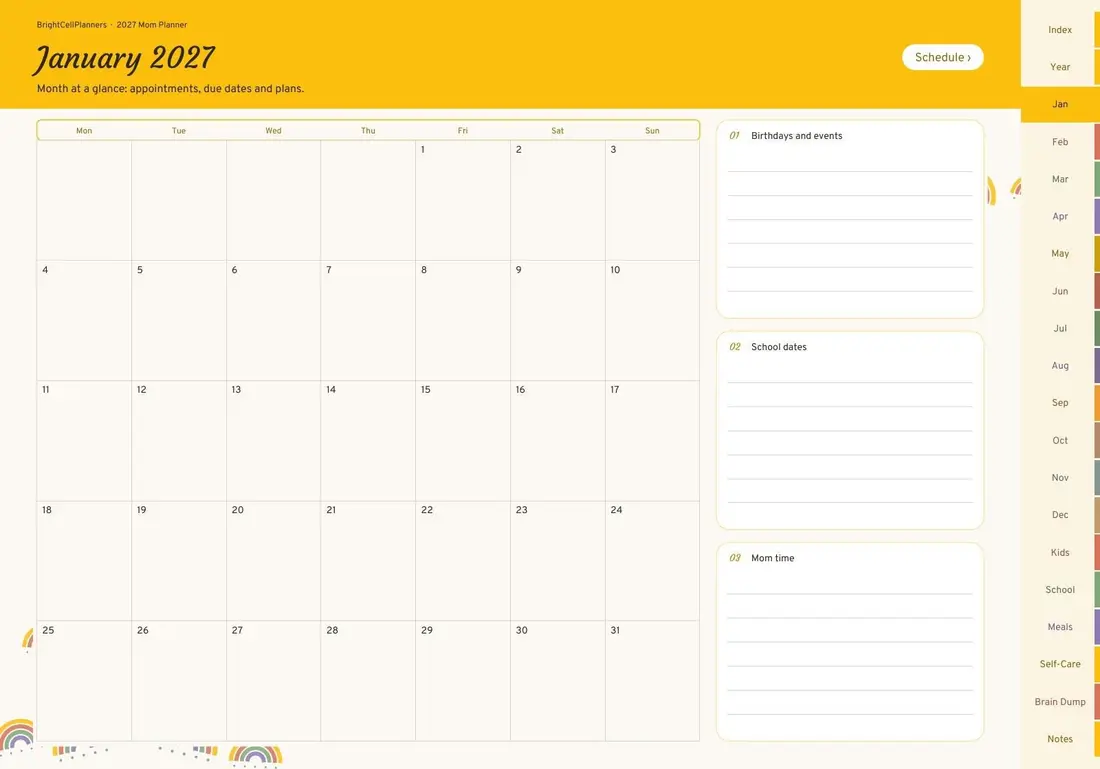 BrightCellPlanners · 2027 Mom Planner
January 2027
Month at a glance: appointments, due dates and plans.
Schedule ›
Mon Tue Wed Thu Fri Sat Sun
1 2 3
4 5 6 7 8 9 10
11 12 13 14 15 16 17
18 19 20 21 22 23 24
25 26 27 28 29 30 31
01 Birthdays and events
02 School dates
03 Mom time
Index
Year
Jan
Feb
Mar
Apr
May
Jun
Jul
Aug
Sep
Oct
Nov
Dec
Kids
School
Meals
Self-Care
Brain Dump
Notes